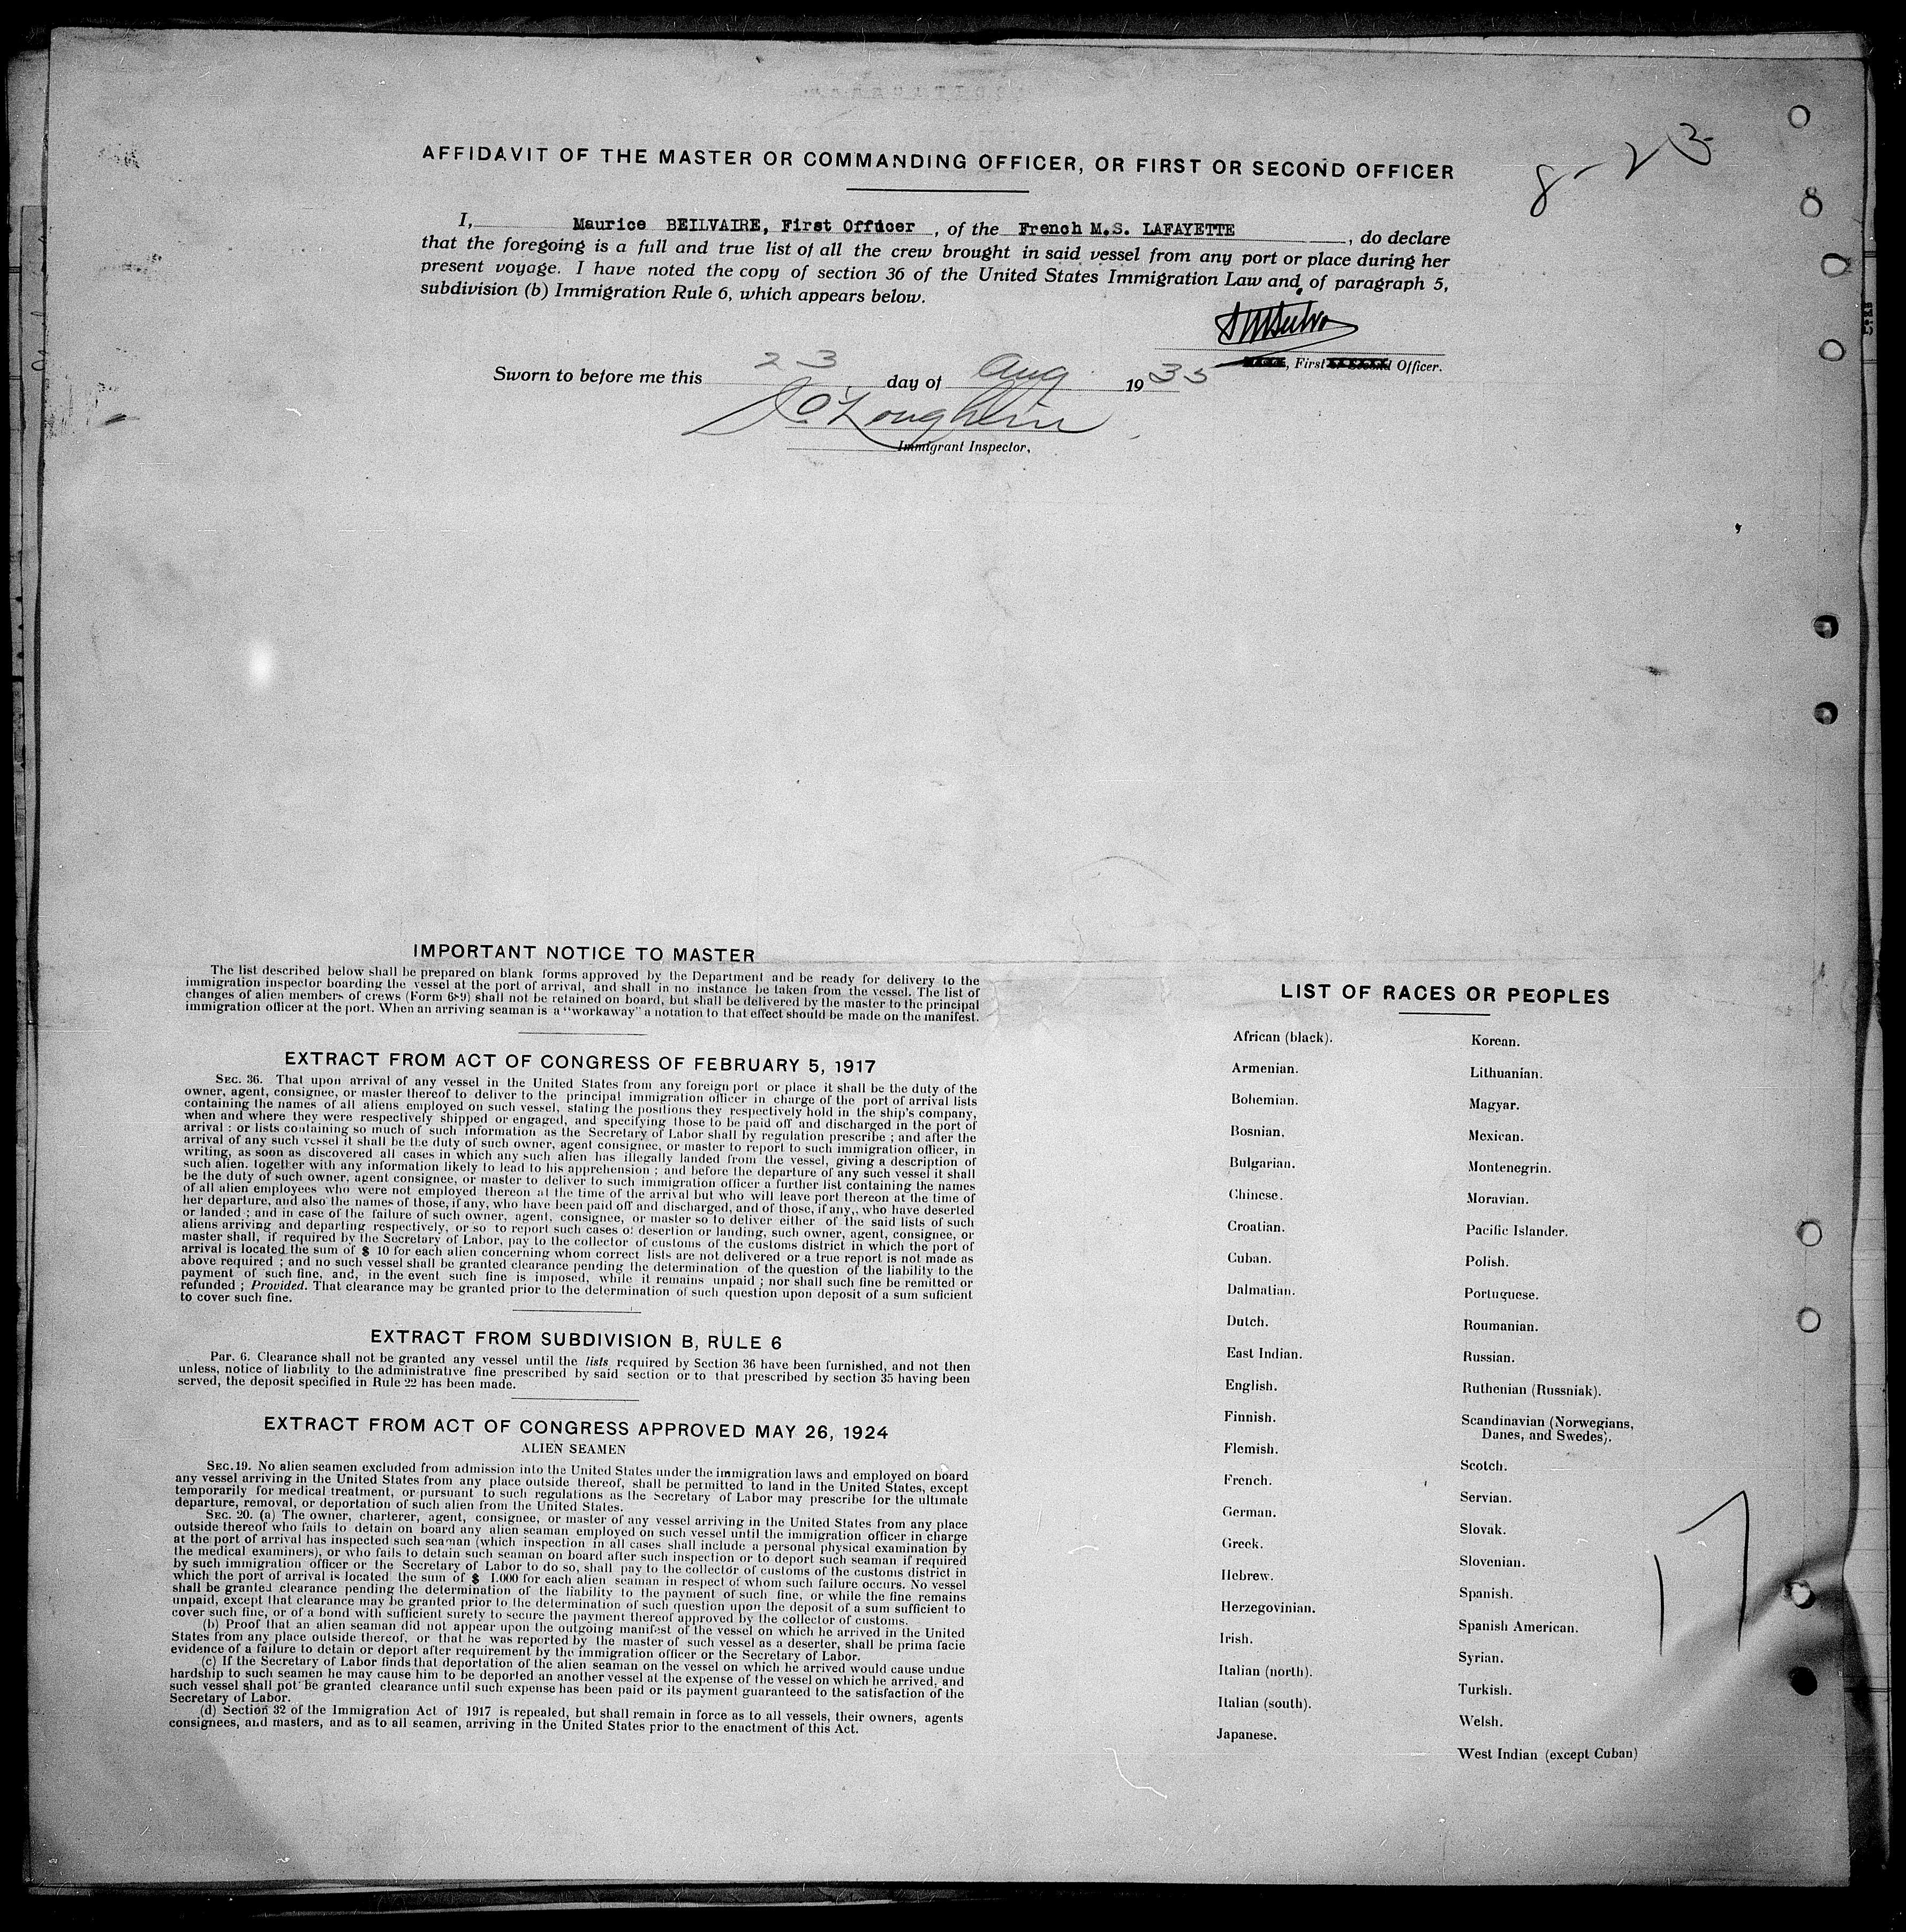 AFFIDAVIT OF THE MASTER OR COMMANDING OFFICER, OR FIRST OR SECOND OFFICER
8-23
I, Maurice BEILVAIRE, First Officer, of the French M.S. LAFAYETTE, do declare
that the foregoing is a full and true list of all the crew brought in said vessel from any port or place during her
present voyage. I have noted the copy of section 36 of the United States Immigration Law and of paragraph 5,
subdivision (b) Immigration Rule 6, which appears below.
, First Officer.
Sworn to before me this 23 day of Aug 1935
O'Loughlin
Immigrant Inspector,
IMPORTANT NOTICE TO MASTER
The list described below shall be prepared on blank forms approved by the Department and be ready for delivery to the
immigration inspector boarding the vessel at the port of arrival, and shall in no instance be taken from the vessel. The list of
changes of alien members of crews (Form 689) shall not be retained on board, but shall be delivered by the master to the principal
immigration officer at the port. When an arriving seaman is a "workaway" a notation to that effect should be made on the manifest.
EXTRACT FROM ACT OF CONGRESS OF FEBRUARY 5, 1917
SEC. 36. That upon arrival of any vessel in the United States from any foreign port or place it shall be the duty of the
owner, agent, consignee, or master thereof to deliver to the principal immigration officer in charge of the port of arrival lists
containing the names of all aliens employed on such vessel, stating the positions they respectively hold in the ship's company,
when and where they were respectively shipped or engaged, and specifying those to be paid off and discharged in the port of
arrival : or lists containing so much of such information as the Secretary of Labor shall by regulation prescribe ; and after the
arrival of any such vessel it shall be the duty of such owner, agent consignee, or master to report to such immigration officer, in
writing, as soon as discovered all cases in which any such alien has illegally landed from the vessel, giving a description of
such alien. together with any information likely to lead to his apprehension ; and before the departure of any such vessel it shall
be the duty of such owner, agent consignee, or master to deliver to such immigration officer a further list containing the names
of all alien employees who were not employed thereon at the time of the arrival but who will leave port thereon at the time of
her departure, and also the names of those, if any, who have been paid off and discharged, and of those, if any,, who have deserted
or landed ; and in case of the failure of such owner, agent, consignee, or master so to deliver either of the said lists of such
aliens arriving and departing respectively, or so to report such cases of desertion or landing, such owner, agent, consignee, or
master shall, if required by the Secretary of Labor, pay to the collector of customs of the customs district in which the port of
arrival is located the sum of $ 10 for each alien concerning whom correct lists are not delivered or a true report is not made as
above required ; and no such vessel shall be granted clearance pending the determination of the question of the liability to the
payment of such fine, and, in the event such fine is imposed, while it remains unpaid ; nor shall such fine be remitted or
refunded ; Provided. That clearance may be granted prior to the determination of such question upon deposit of a sum suficient
to cover such fine.
EXTRACT FROM SUBDIVISION B, RULE 6
Par. 6. Clearance shall not be granted any vessel until the lists required by Section 36 have been furnished, and not then
unless, notice of liability to the administrative fine prescribed by said section or to that prescribed by section 35 having been
served, the deposit specified in Rule 22 has been made.
EXTRACT FROM ACT OF CONGRESS APPROVED MAY 26, 1924
ALIEN SEAMEN
SEC. 19. No alien seamen excluded from admission into the United States under the immigration laws and employed on board
any vessel arriving in the United States from any place outside thereof, shall be permitted to land in the United States, except
temporarily for medical treatment, or pursuant to such regulations as the Secretary of Labor may prescribe for the ultimate
departure, removal, or deportation of such alien from the United States.
SEC. 20. (a) The owner, charterer, agent, consignee, or master of any vessel arriving in the United States from any place
outside thereof who fails to detain on board any alien seaman employed on such vessel until the immigration officer in charge
at the port of arrival has inspected such seaman (which inspection in all cases shall include a personal physical examination by
the medical examiners), or who fails to detain such seaman on board after such inspection or to deport such seaman if required
by such immigration officer or the Secretary of Labor to do so, shall pay to the collector of customs of the customs district in
which the port of arrival is located the sum of $ 1.000 for each alien seaman in respect of whom such failure occurs. No vessel
shall be granted clearance pending the determination of the liability to the payment of such fine, or while the fine remains
unpaid, except that clearance may be granted prior to the determination of such question upon the deposit of a sum sufficient to
cover such fine, or of a bond with sufficient surety to secure the payment thereof approved by the collector of customs.
(b) Proof that an alien seaman did not appear upon the outgoing manifest of the vessel on which he arrived in the United
States from any place outside thereof, or that he was reported by the master of such vessel as a deserter, shall be prima facie
evidence of a failure to detain or deport after requirement by the immigration officer or the Secretary of Labor.
(c) If the Secretary of Labor finds that deportation of the alien seaman on the vessel on which he arrived would cause undue
hardship to such seamen he may cause him to be deported an another vessel at the expense of the vessel on which he arrived, and
such vessel shall not be granted clearance until such expense has been paid or its payment guaranteed to the satisfaction of the
Secretary of Labor.
(d) Section 32 of the Immigration Act of 1917 is repealed, but shall remain in force as to all vessels, their owners, agents
consignees, and masters, and as to all seamen, arriving in the United States prior to the enactment of this Act.
LIST OF RACES OR PEOPLES
African (black).
Armenian.
Bohemian.
Bosnian.
Bulgarian.
Chinese.
Croatian.
Cuban.
Dalmatian.
Dutch.
East Indian.
English.
Finnish.
Flemish.
French.
German.
Greek.
Hebrew.
Herzegovinian.
Irish.
Italian (north).
Italian (south).
Japanese.
Korean.
Lithuanian.
Magyar.
Mexican.
Montenegrin.
Moravian.
Pacific Islander.
Polish.
Portuguese.
Roumanian.
Russian.
Ruthenian (Russniak).
Scandinavian (Norwegians,
Danes, and Swedes).
Scotch.
Servian.
Slovak.
Slovenian.
Spanish.
Spanish American.
Syrian.
Turkish.
Welsh.
West Indian (except Cuban)
17